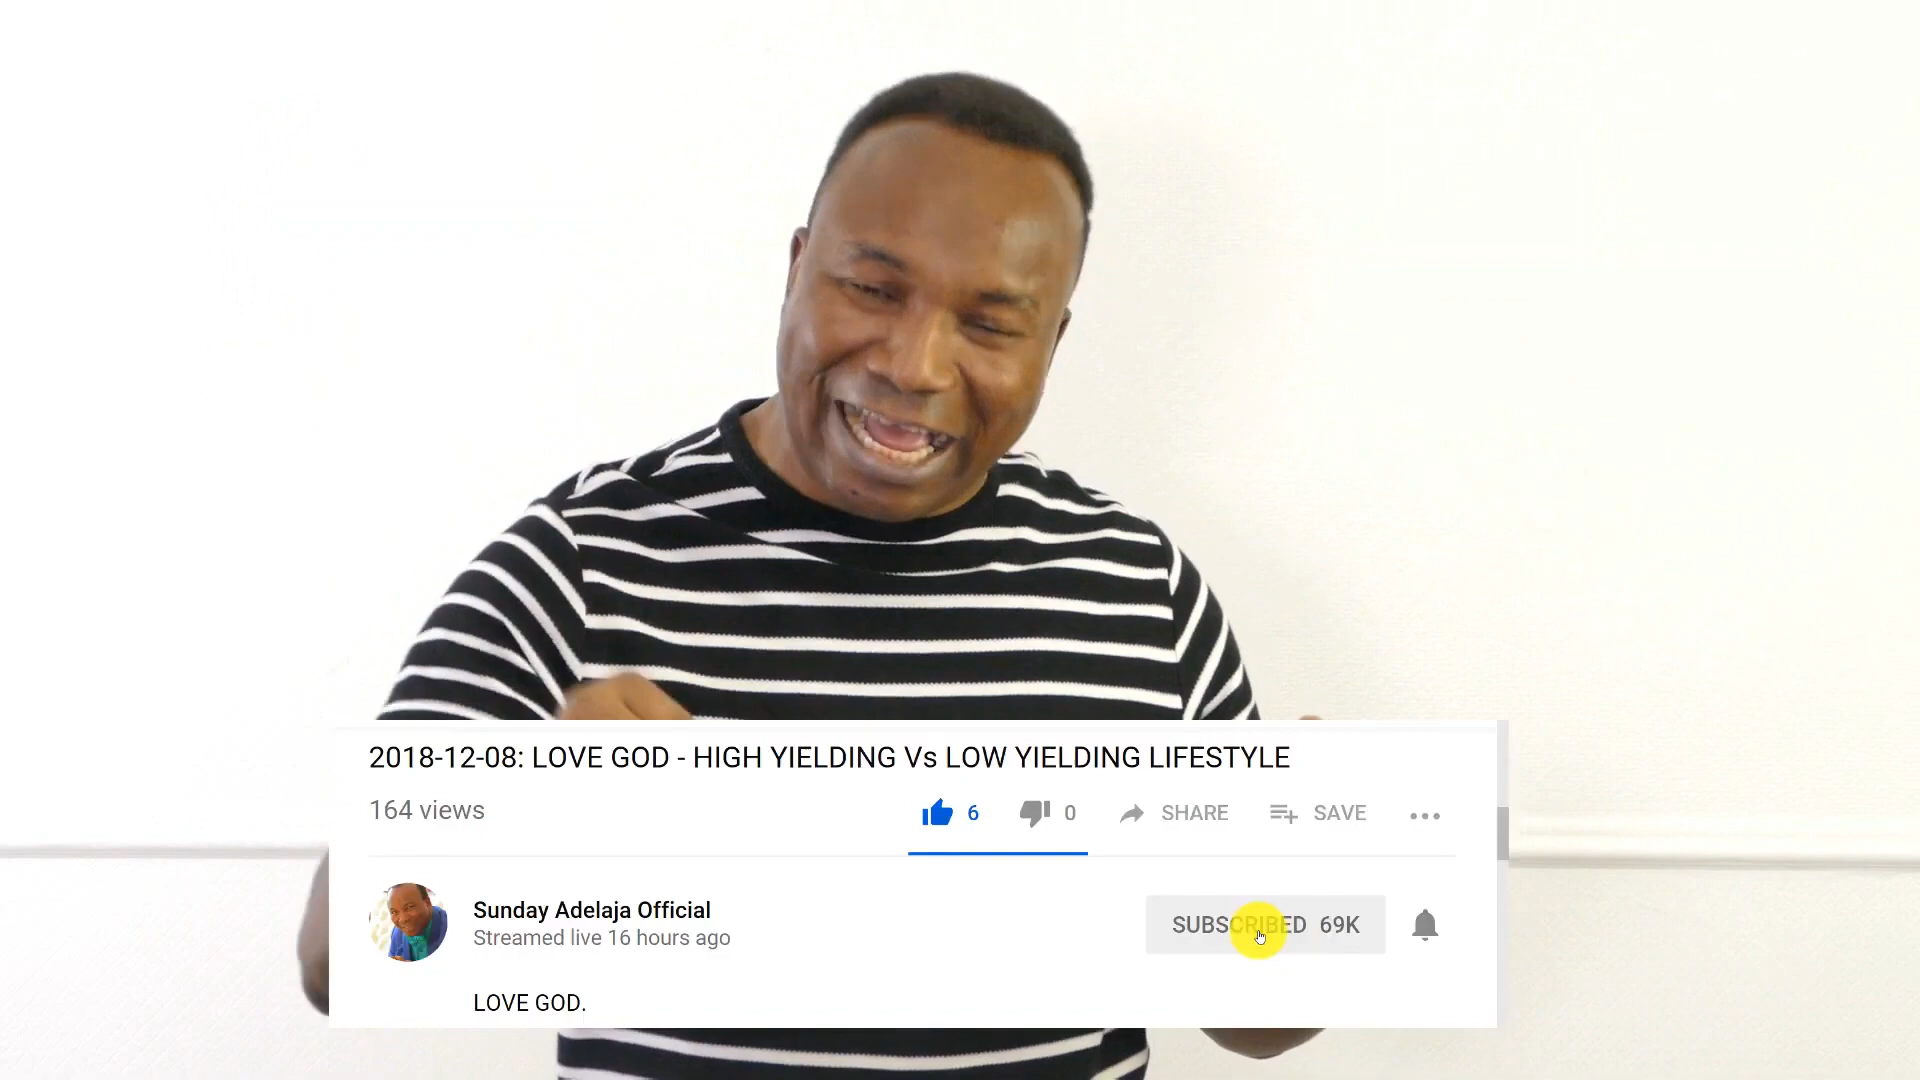 2018-12-08: LOVE GOD - HIGH YIELDING Vs LOW YIELDING LIFESTYLE
164 views
6
0
SHARE
SAVE
Sunday Adelaja Official
Streamed live 16 hours ago
SUBSCRIBED 69K
LOVE GOD.